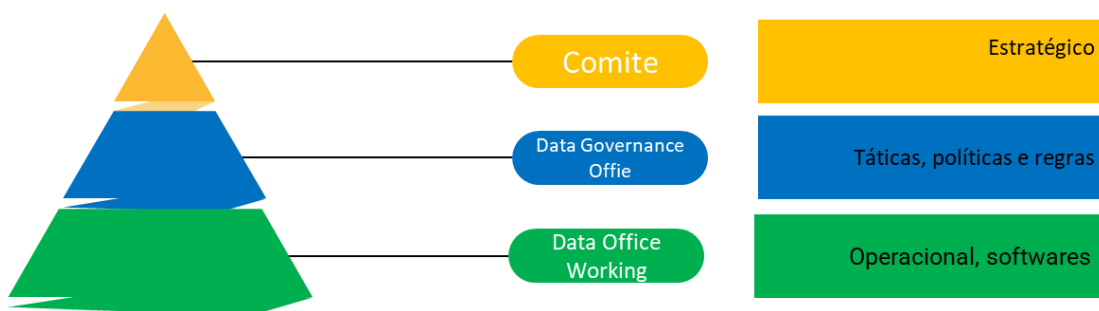 Comite
Estratégico
Data Governance
Offie
Táticas, políticas e regras
Data Office
Working
Operacional, softwares